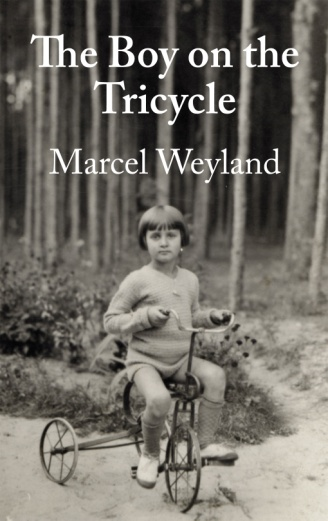 The Boy on the
Tricycle
Marcel Weyland